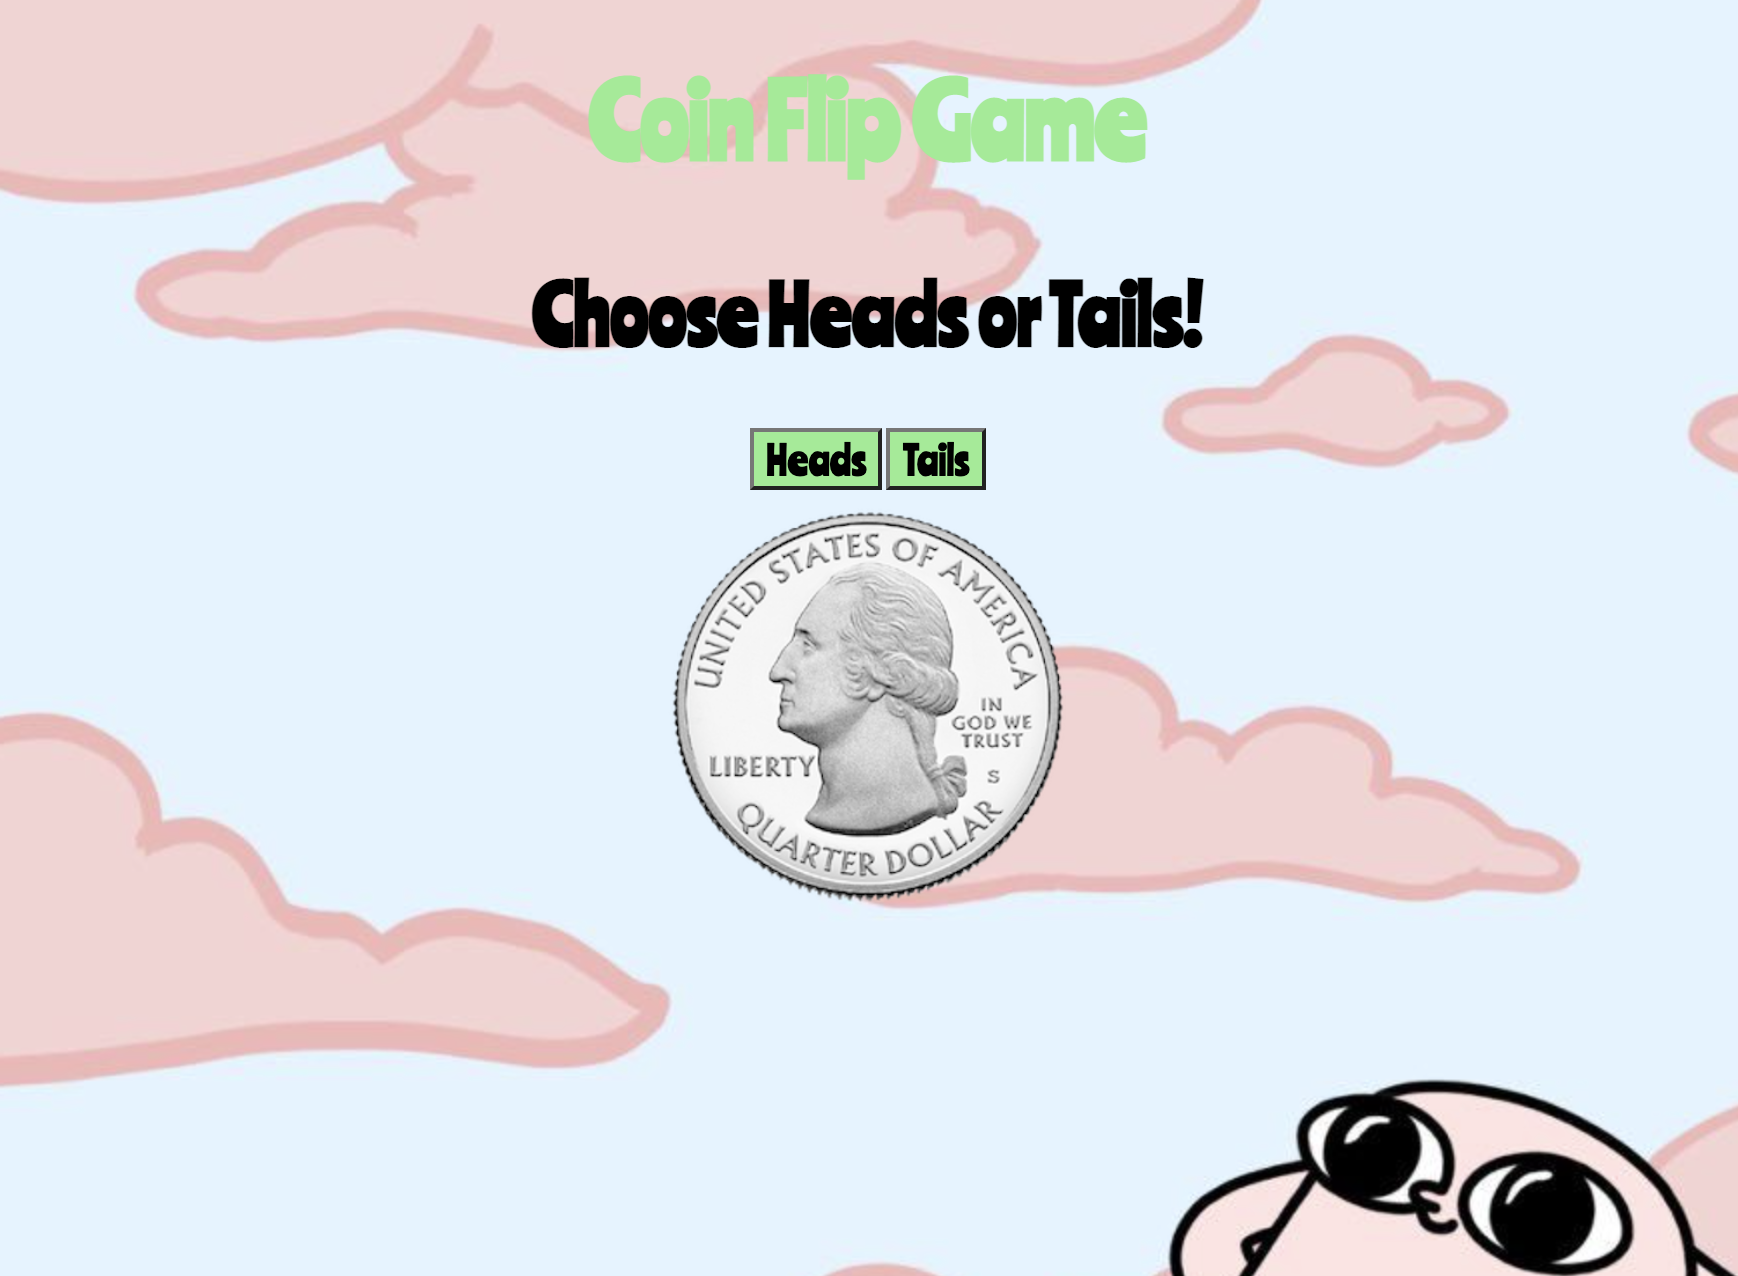 Coin Flip Game
Choose Heads or Tails!
Heads Tails
UNITED STATES OF AMERICA
IN
GOD WE
TRUST
LIBERTY
S
QUARTER DOLLAR